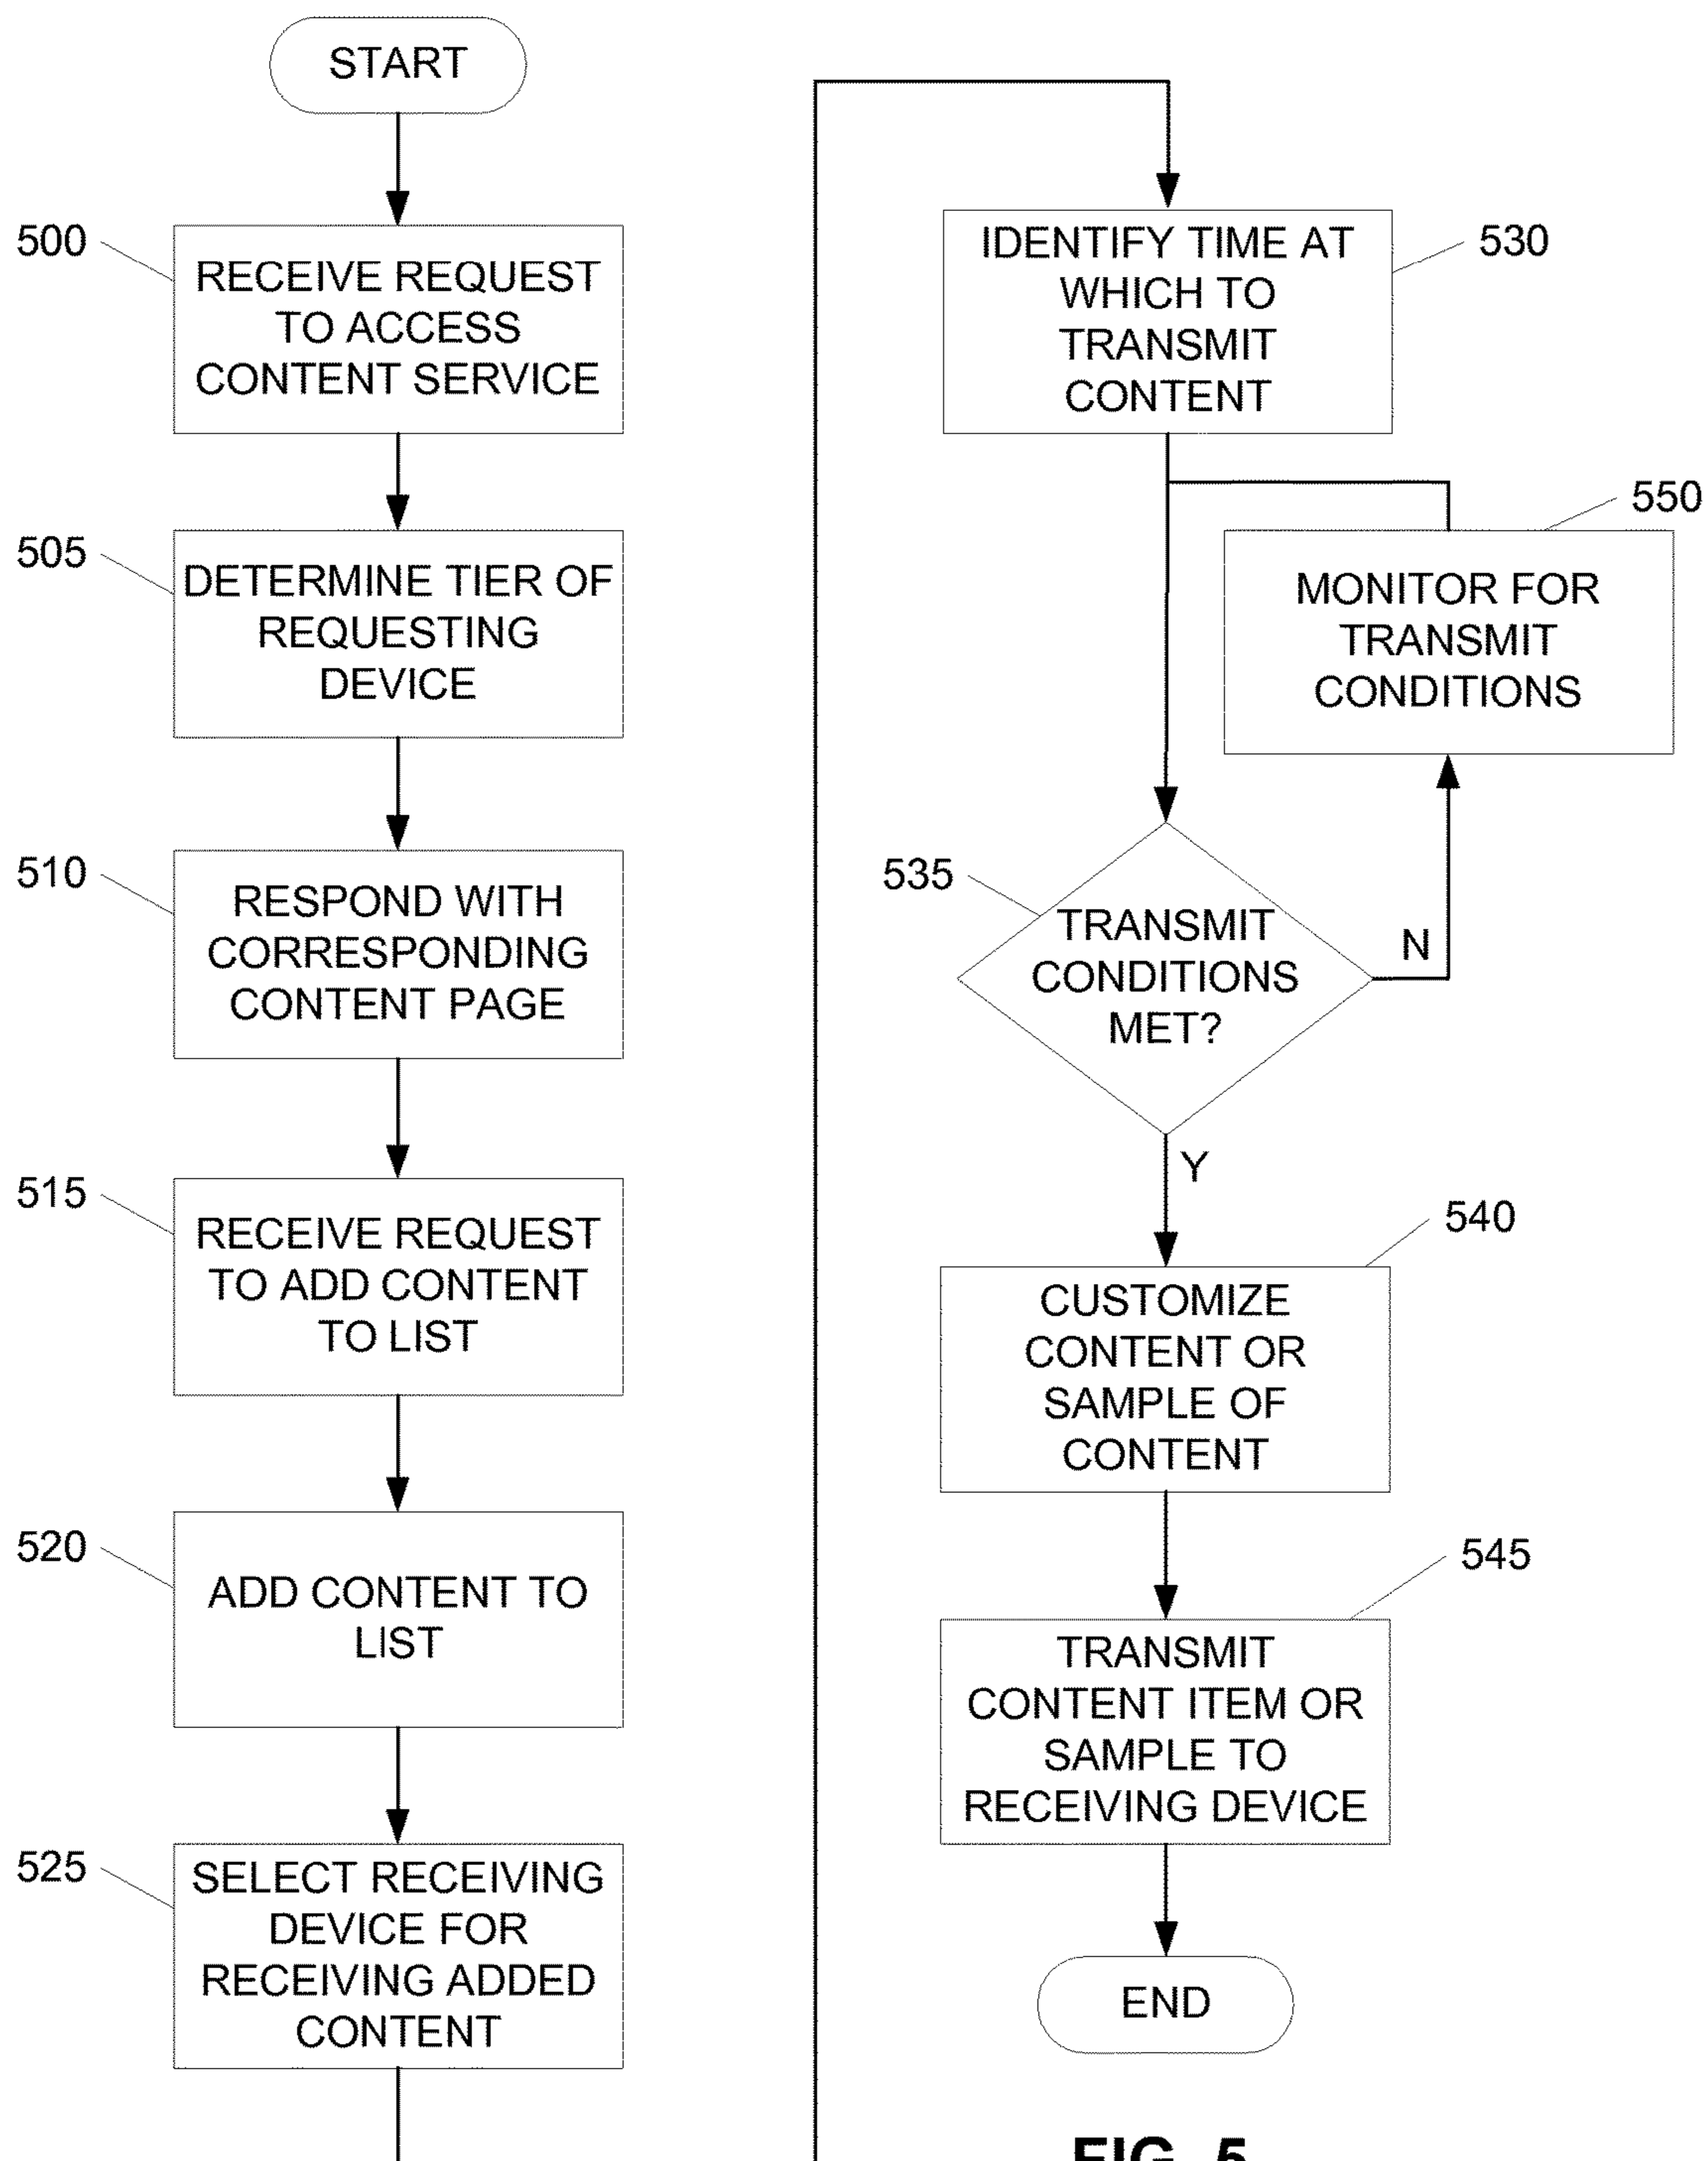 START
500
RECEIVE REQUEST
TO ACCESS
CONTENT SERVICE
505
DETERMINE TIER OF
REQUESTING
DEVICE
510
RESPOND WITH
CORRESPONDING
CONTENT PAGE
515
RECEIVE REQUEST
TO ADD CONTENT
TO LIST
520
ADD CONTENT TO
LIST
525
SELECT RECEIVING
DEVICE FOR
RECEIVING ADDED
CONTENT
530
IDENTIFY TIME AT
WHICH TO
TRANSMIT
CONTENT
550
MONITOR FOR
TRANSMIT
CONDITIONS
535
TRANSMIT
CONDITIONS
MET?
N
Y
540
CUSTOMIZE
CONTENT OR
SAMPLE OF
CONTENT
545
TRANSMIT
CONTENT ITEM OR
SAMPLE TO
RECEIVING DEVICE
END
FIG. 5